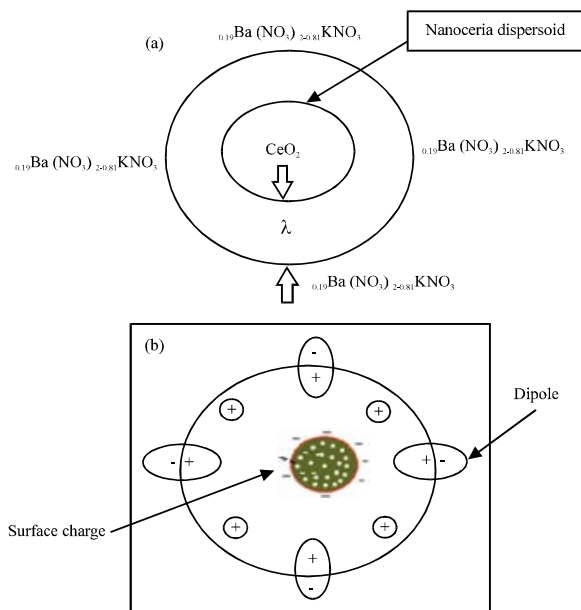 (a)
0.19Ba (NO3) 2-0.81KNO3
Nanoceria dispersoid
0.19Ba (NO3) 2-0.81KNO3
CeO2
0.19Ba (NO3) 2-0.81KNO3
λ
0.19Ba (NO3) 2-0.81KNO3
(b)
-
+
Dipole
+
+
- +
+ -
Surface charge
+
+
+
-